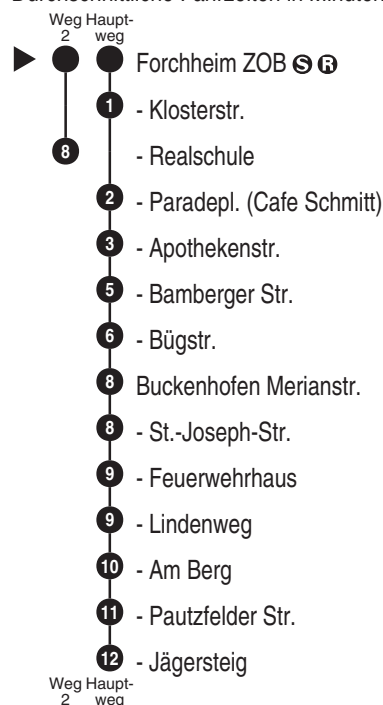 Durchschnittliche Fahrzeiten in Minuten
Weg 2 Haupt-weg
Forchheim ZOB S R
1 - Klosterstr.
8 - Realschule
2 - Paradepl. (Cafe Schmitt)
3 - Apothekenstr.
5 - Bamberger Str.
6 - Bügstr.
8 Buckenhofen Merianstr.
8 - St.-Joseph-Str.
9 - Feuerwehrhaus
9 - Lindenweg
10 - Am Berg
11 - Pautzfelder Str.
12 - Jägersteig
Weg 2 Haupt-weg